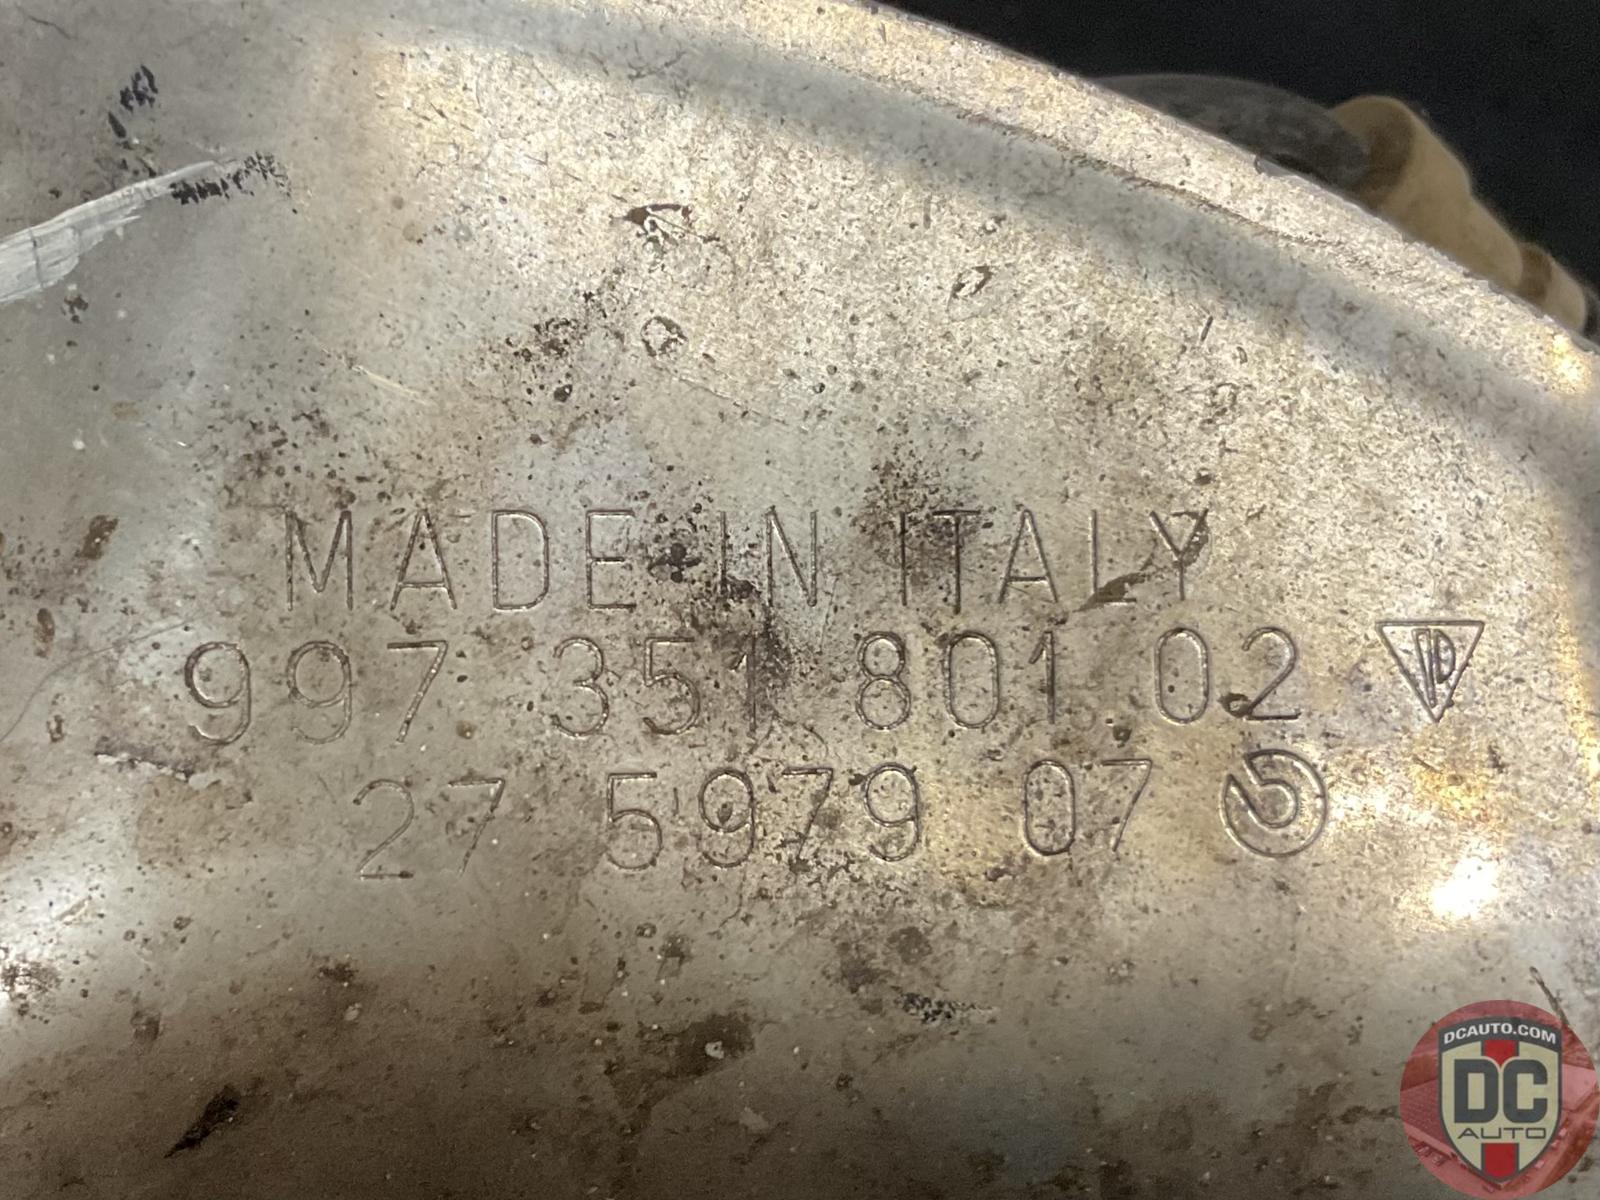 MADE IN ITALY
997 351 801 02
27 5979 07
DCAUTO.COM
DC
AUTO